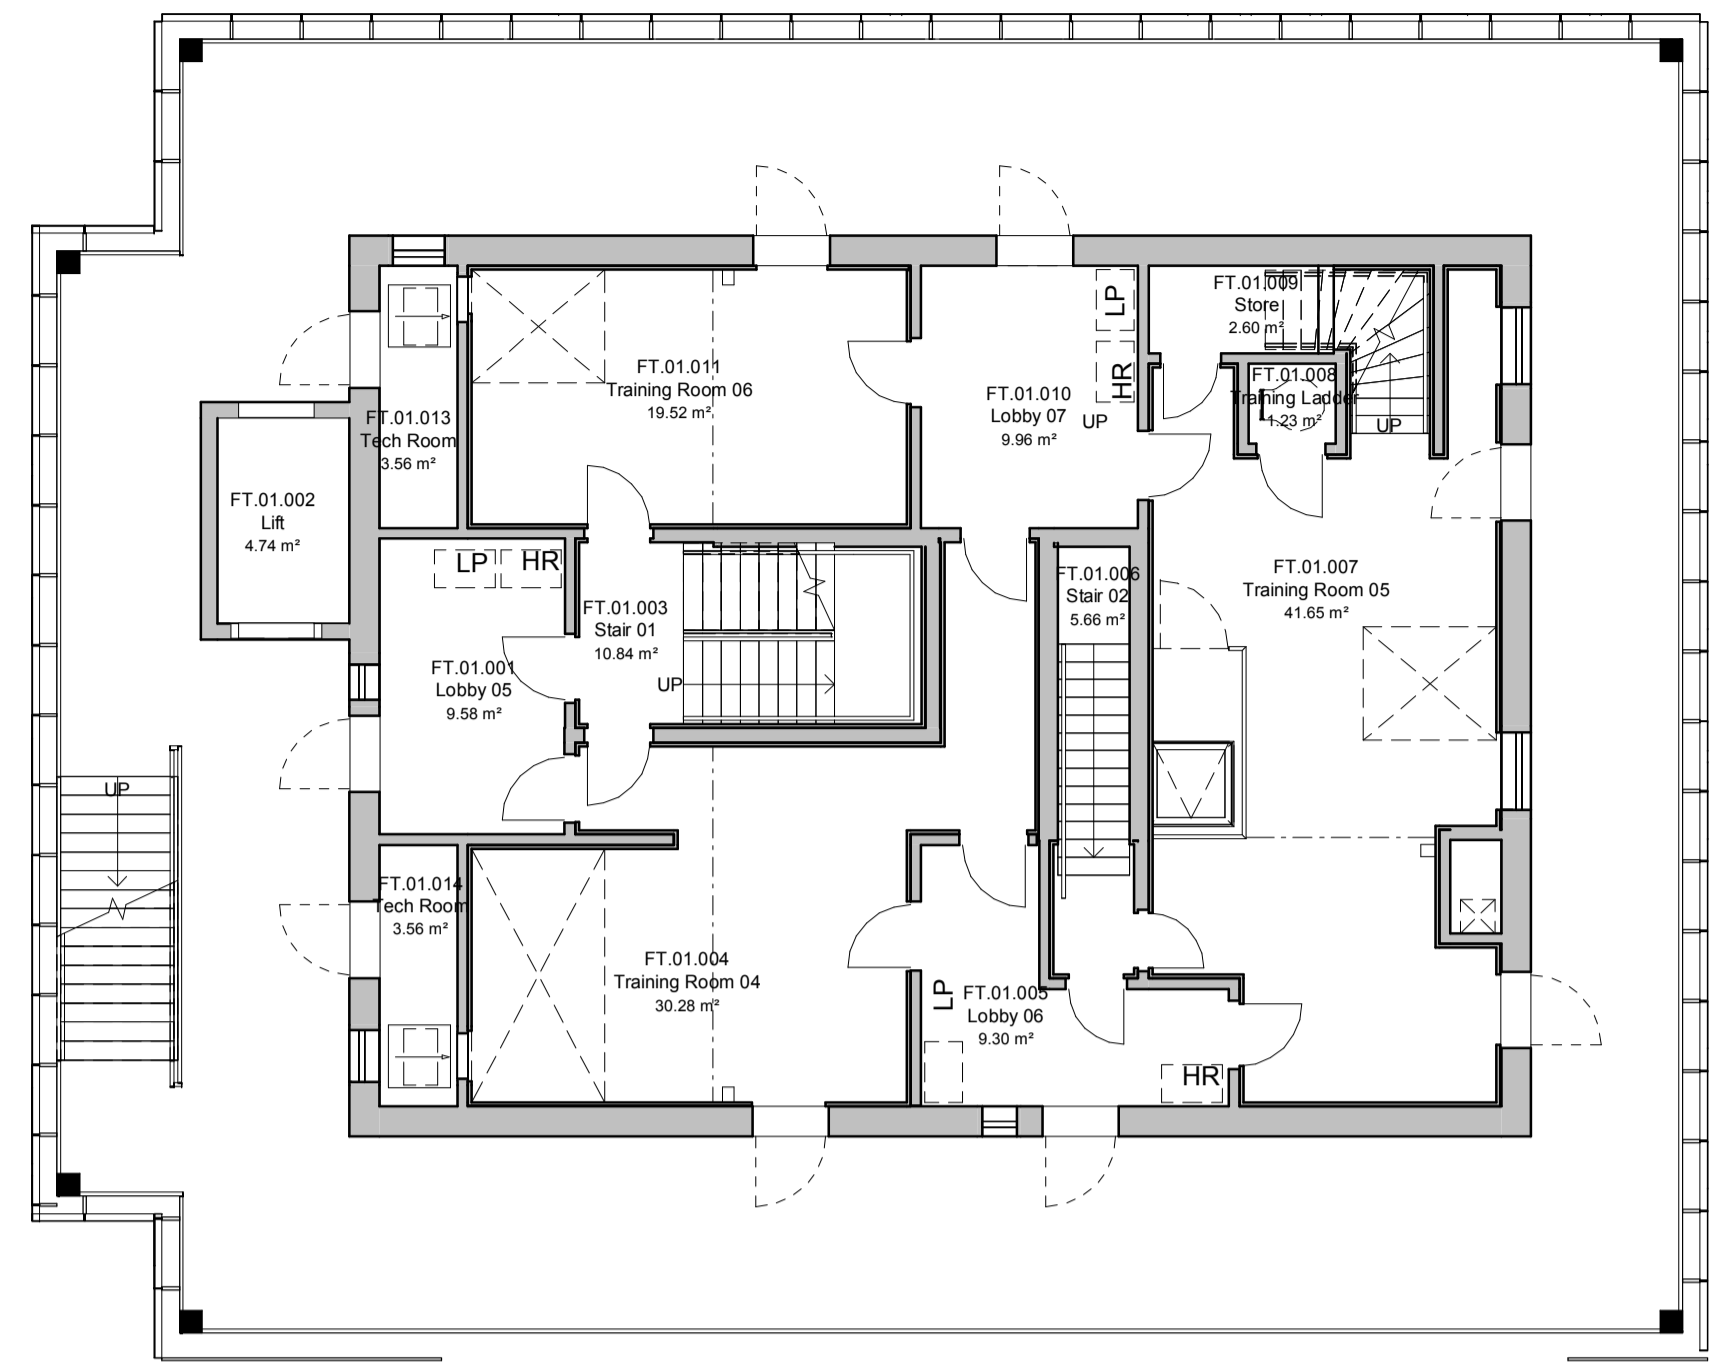 FT.01.009
Store
2.60 m²
LP
HR
FT.01.011
Training Room 06
19.52 m²
FT.01.010
Lobby 07
9.96 m²
UP
FT.01.008
Training Ladder
1.23 m²
UP
FT.01.013
Tech Room
3.56 m²
FT.01.002
Lift
4.74 m²
LP
HR
FT.01.003
Stair 01
10.84 m²
UP
FT.01.006
Stair 02
5.66 m²
FT.01.007
Training Room 05
41.65 m²
FT.01.001
Lobby 05
9.58 m²
UP
FT.01.014
Tech Room
3.56 m²
FT.01.004
Training Room 04
30.28 m²
LP
FT.01.005
Lobby 06
9.30 m²
HR